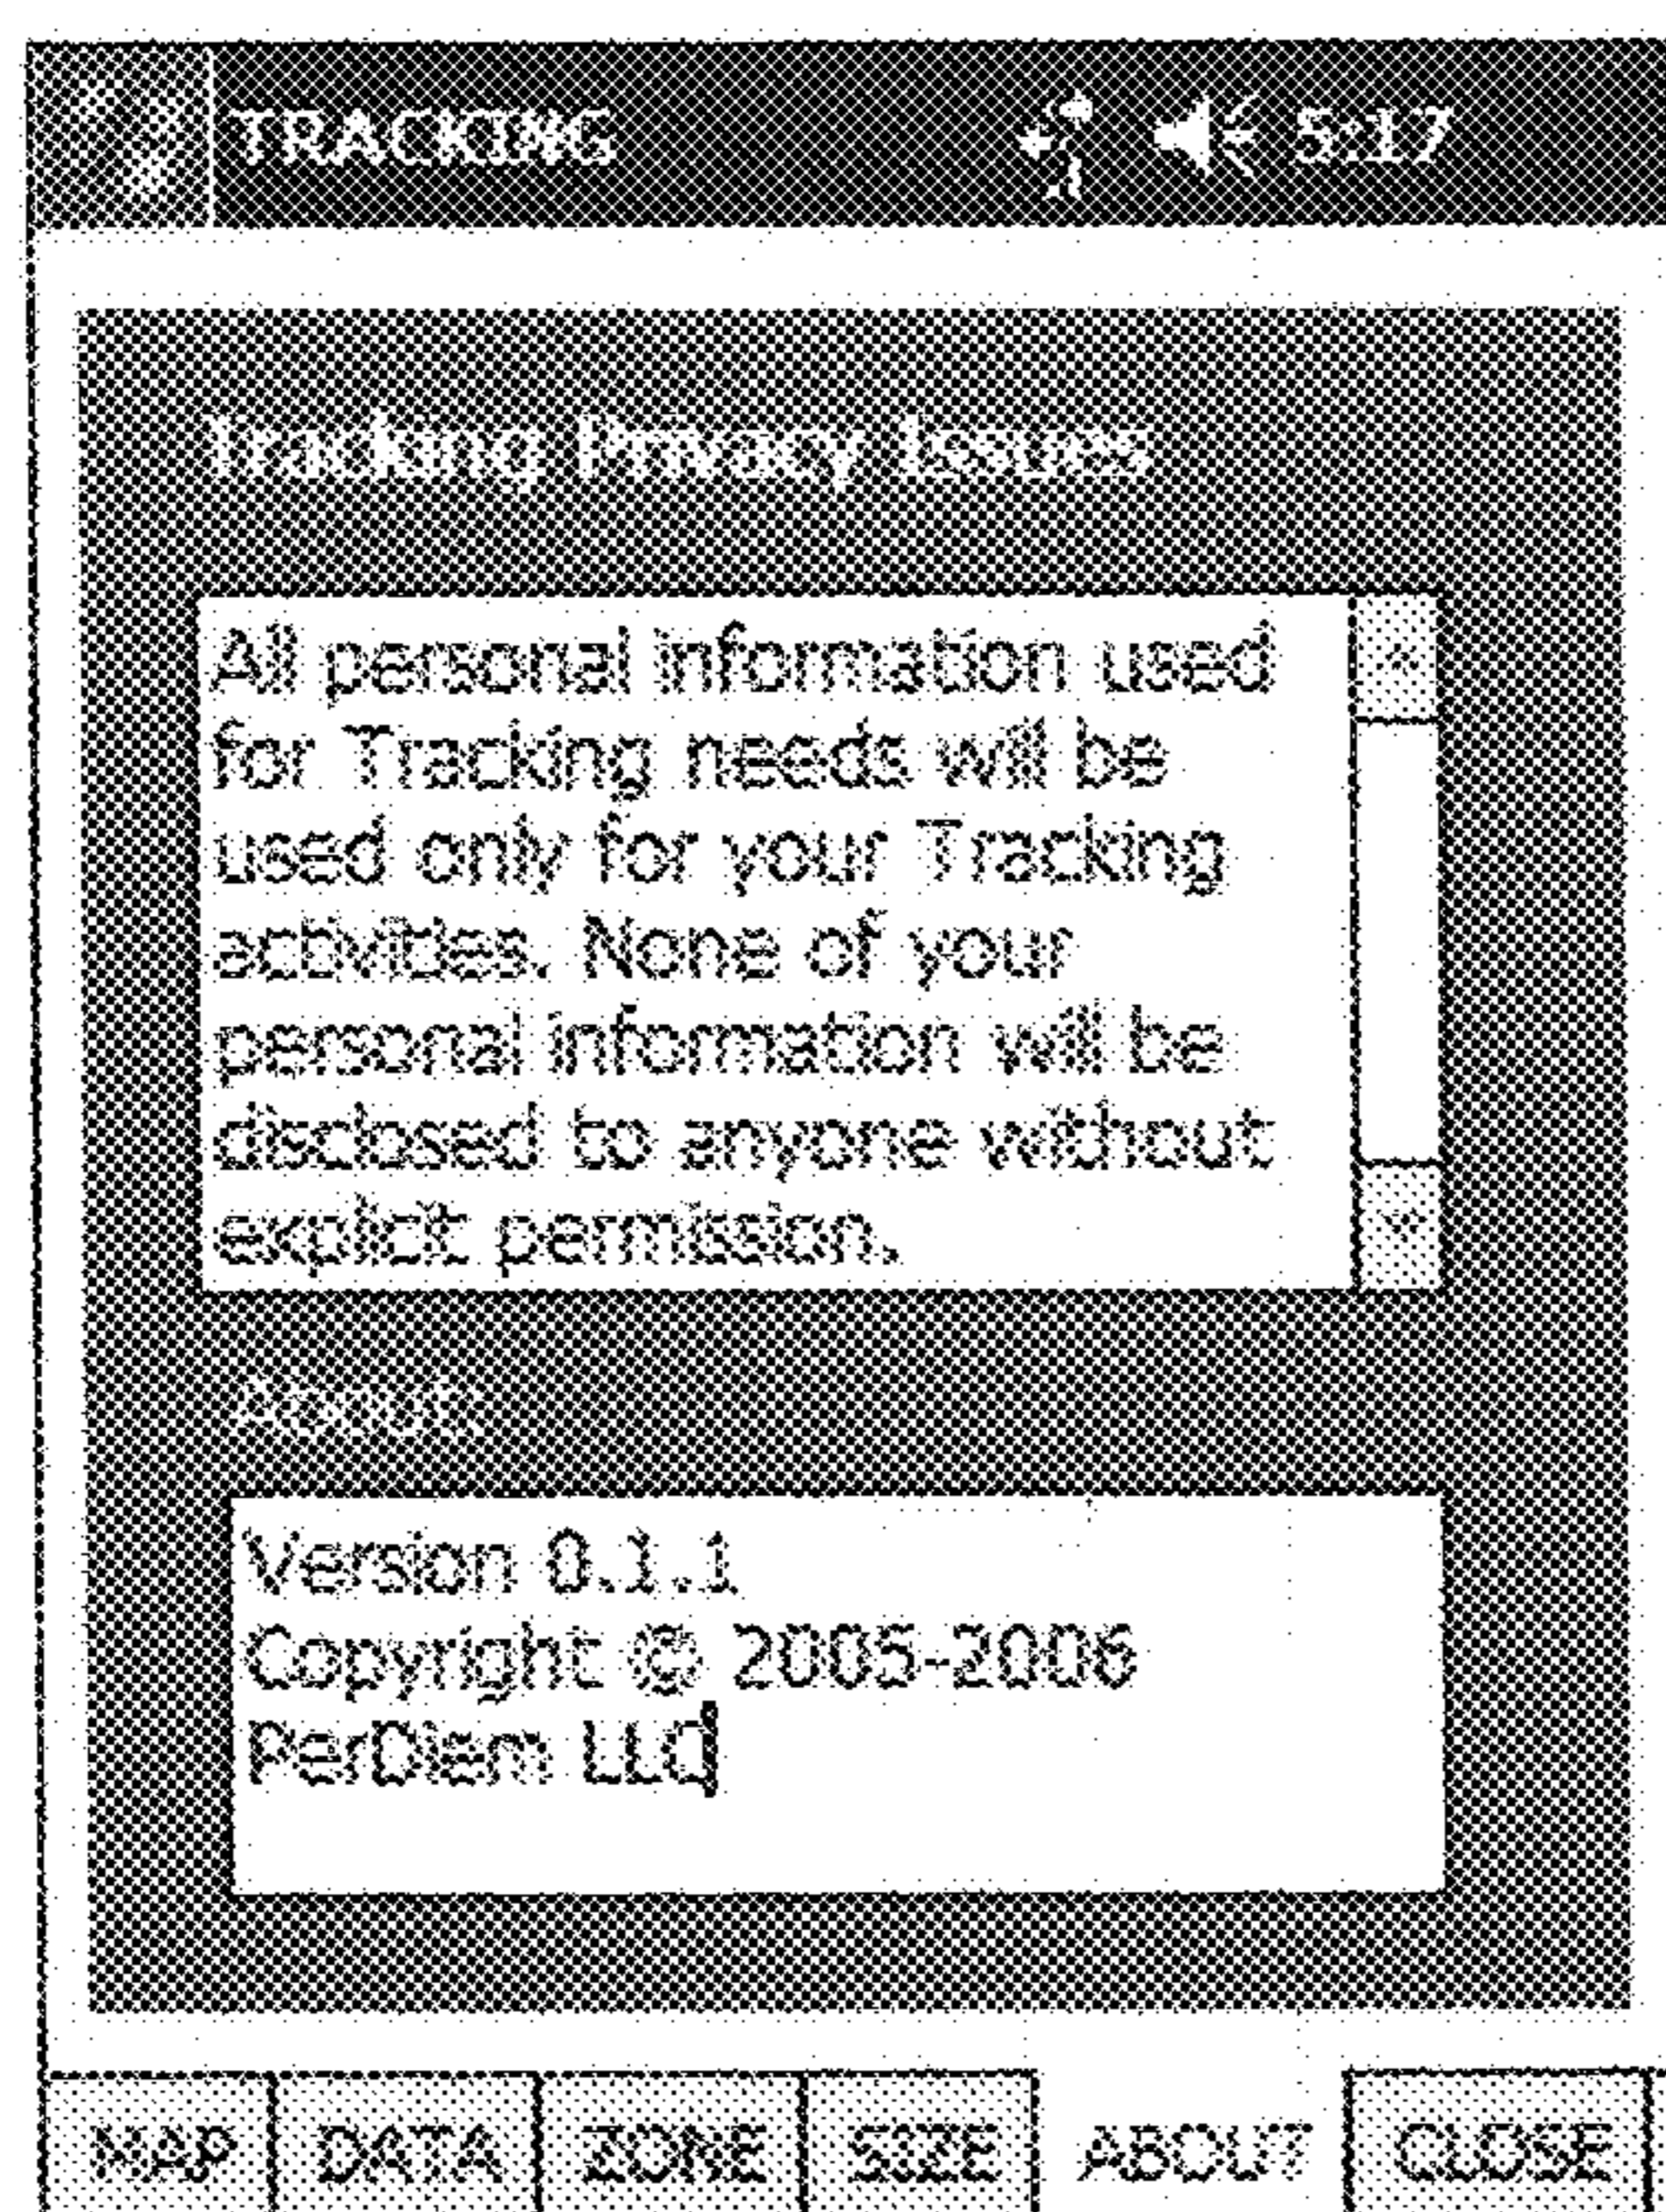 TRACKING 5:17
Tracking Privacy Issues
All personal information used
for Tracking needs will be
used only for your Tracking
activities. None of your
personal information will be
disclosed to anyone without
explicit permission.
About:
Version 0.1.1
Copyright © 2005-2006
PerDiem LLC
MAP DATA ZONE SIZE ABOUT CLOSE